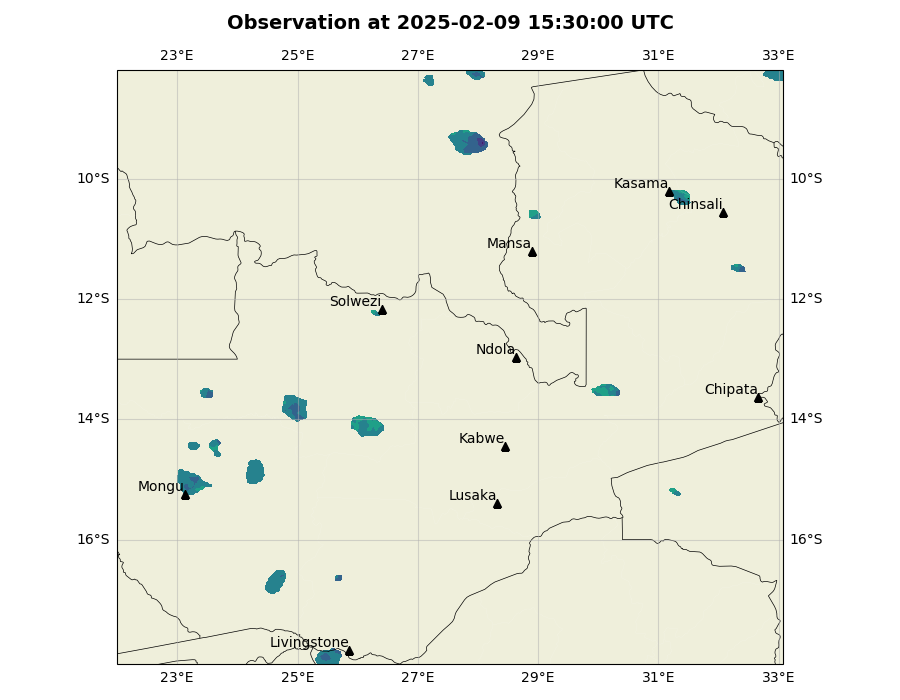 Observation at 2025-02-09 15:30:00 UTC
23°E 25°E 27°E 29°E 31°E 33°E
10°S 10°S
Kasama
Chinsali
Mansa
12°S 12°S
Solwezi
Ndola
Chipata
14°S 14°S
Kabwe
Mongu
Lusaka
16°S 16°S
Livingstone
23°E 25°E 27°E 29°E 31°E 33°E